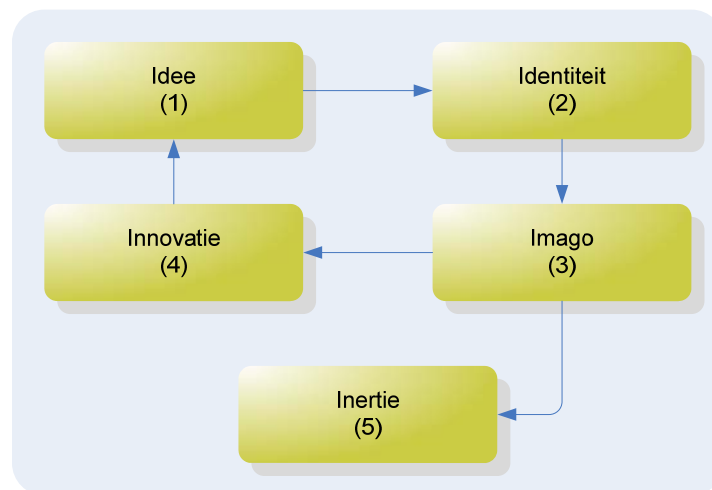 Idee
(1)
Identiteit
(2)
Innovatie
(4)
Imago
(3)
Inertie
(5)